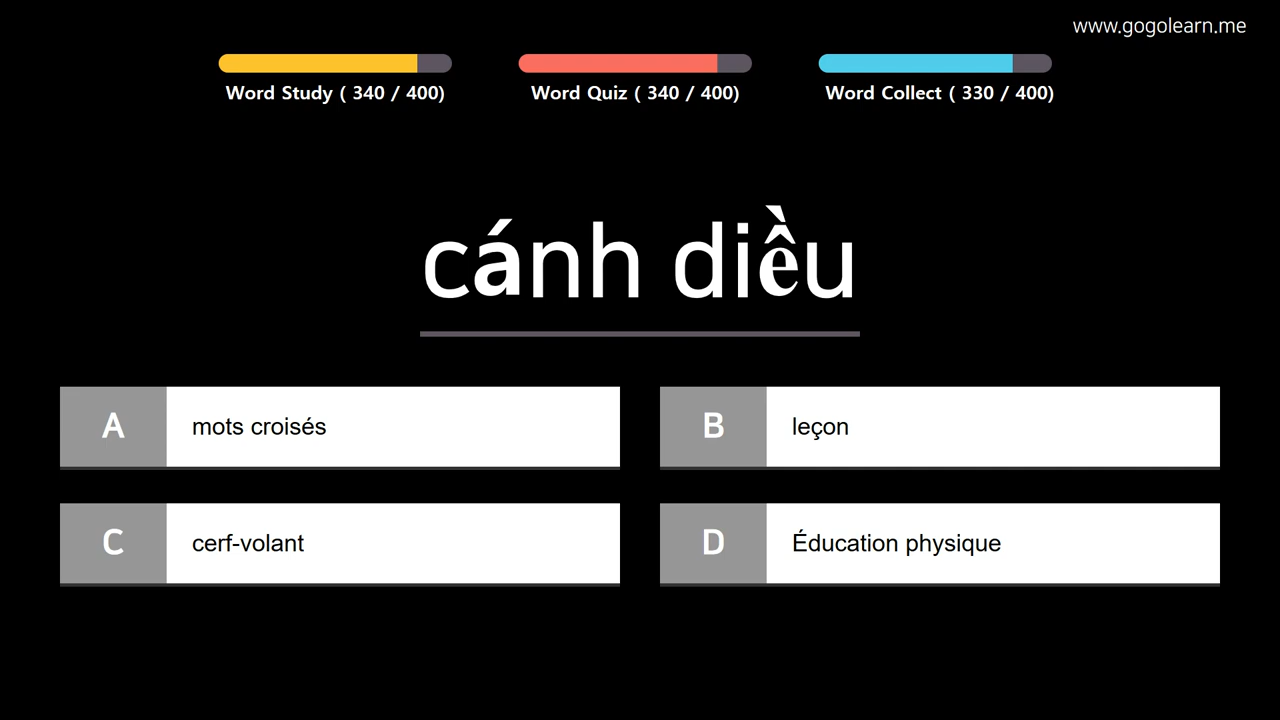 www.gogolearn.me
Word Study ( 340 / 400)
Word Quiz ( 340 / 400)
Word Collect ( 330 / 400)
cánh diều
A mots croisés
B leçon
C cerf-volant
D Éducation physique